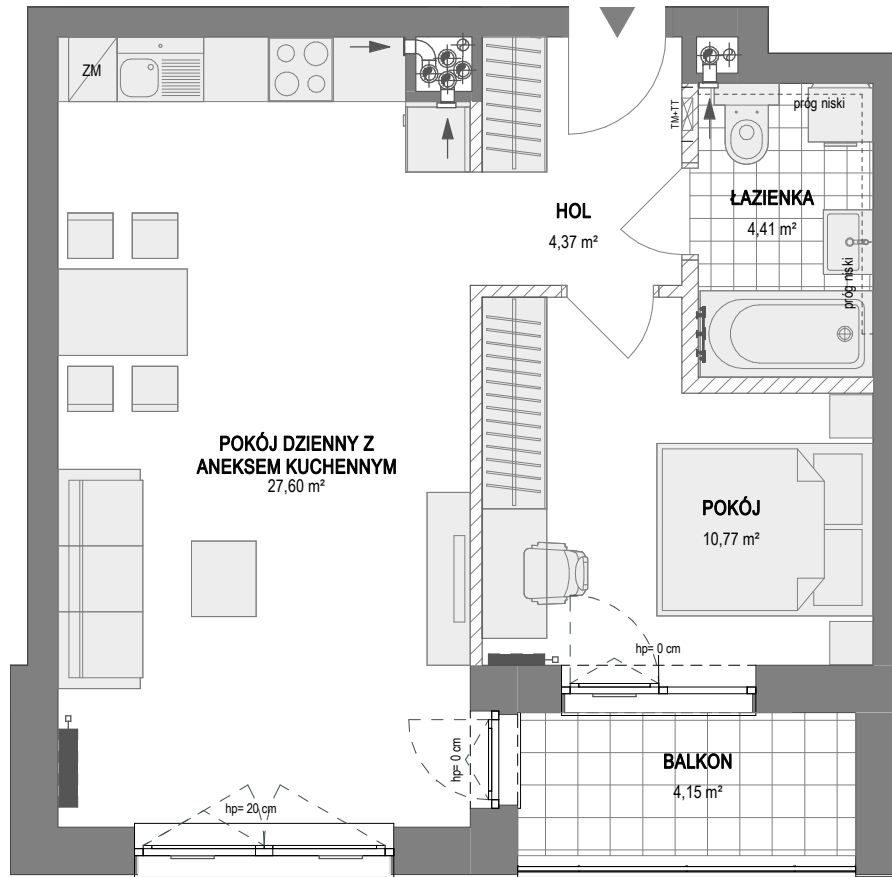 ZM
TM+TT
próg niski
HOL
4,37 m²
ŁAZIENKA
4,41 m²
próg niski
POKÓJ DZIENNY Z
ANEKSEM KUCHENNYM
27,60 m²
POKÓJ
10,77 m²
hp= 0 cm
hp= 0 cm
BALKON
4,15 m²
hp= 20 cm